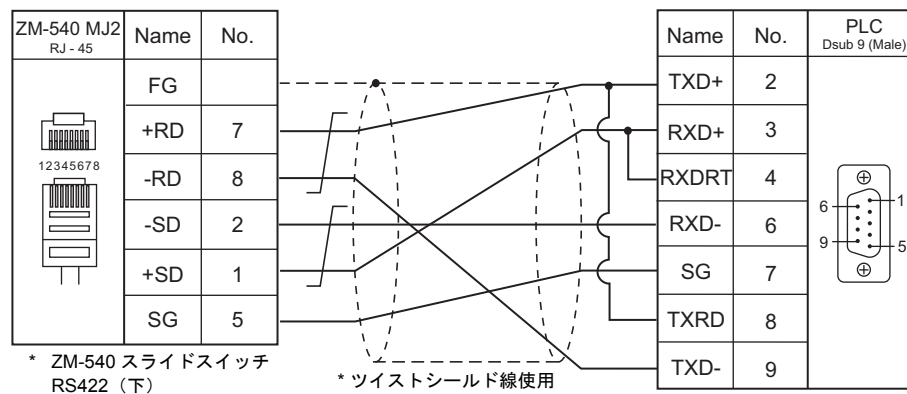 ZM-540 MJ2
RJ - 45
Name No.
FG
+RD 7
-RD 8
-SD 2
+SD 1
SG 5
12345678
* ZM-540 スライドスイッチ
RS422（下）
* ツイストシールド線使用
Name No.
PLC
Dsub 9 (Male)
TXD+ 2
RXD+ 3
RXDRT 4
RXD- 6
SG 7
TXRD 8
TXD- 9
6 1
9 5